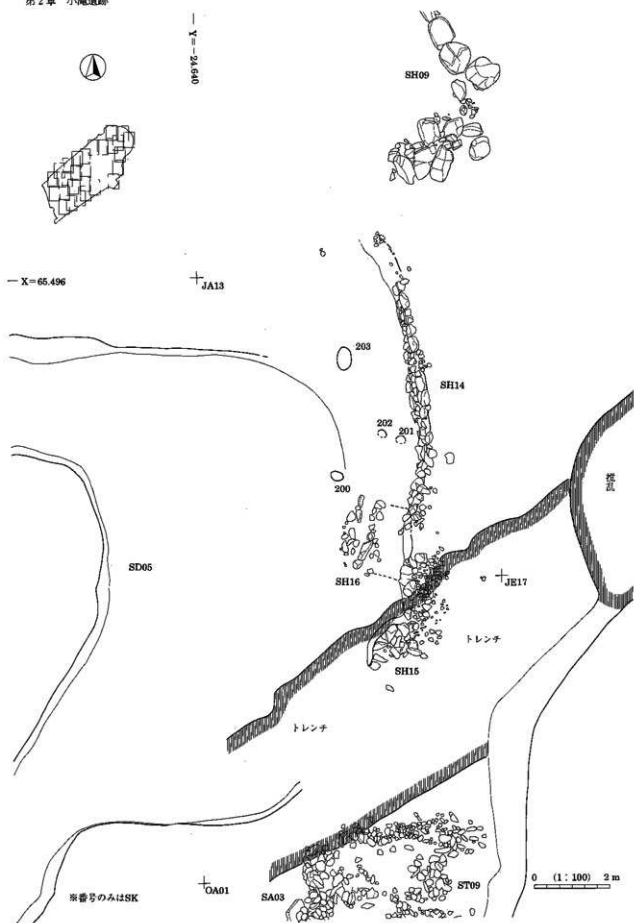 第2章 小滝遺跡
Y=-24.640
SH09
X=65.496
JA13
203
SH14
202
201
200
撹乱
SD05
SH16
JE17
トレンチ
SH15
トレンチ
※番号のみはSK
OA01
SA03
ST09
0 (1:100) 2 m